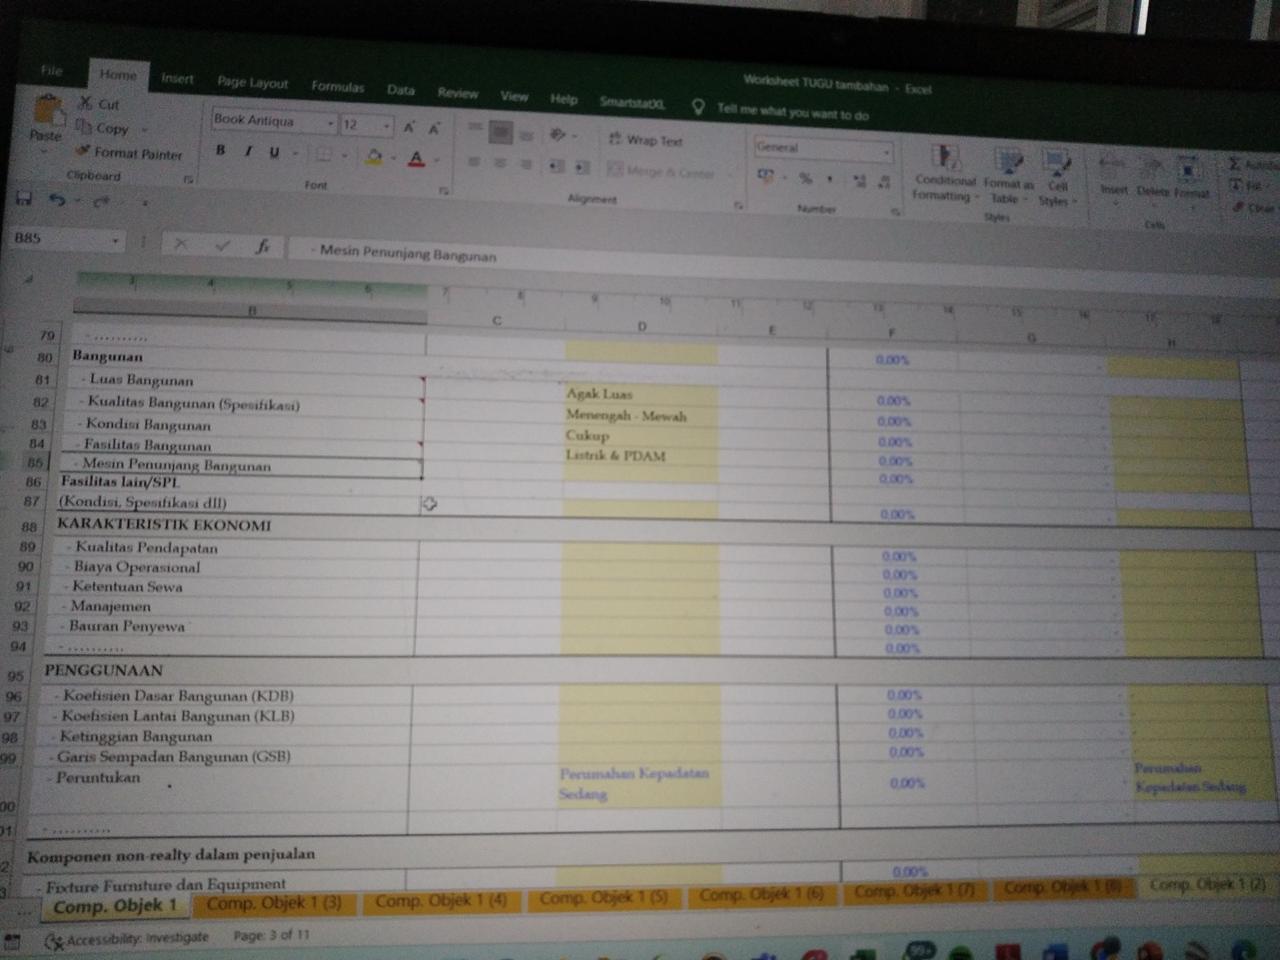 Worksheet TUGU tambahan - Excel
File Home Insert Page Layout Formulas Data Review View Help SmartstatXL Tell me what you want to do
Cut
Copy
Format Painter
Paste
Clipboard
Book Antiqua 12
B I U
Font
Wrap Text
Merge & Center
Alignment
General
Number
Conditional Formatting
Format as Table
Cell Styles
Styles
Insert Delete Format
Cells
B85 fx - Mesin Penunjang Bangunan
B C D E F G H
79 - ..........
80 Bangunan 0,00%
81 - Luas Bangunan Agak Luas 0,00%
82 - Kualitas Bangunan (Spesifikasi) Menengah - Mewah 0,00%
83 - Kondisi Bangunan Cukup 0,00%
84 - Fasilitas Bangunan Listrik & PDAM 0,00%
85 - Mesin Penunjang Bangunan 0,00%
86 Fasilitas lain/SPL
87 (Kondisi, Spesifikasi dll) 0,00%
88 KARAKTERISTIK EKONOMI
89 - Kualitas Pendapatan 0,00%
90 - Biaya Operasional 0,00%
91 - Ketentuan Sewa 0,00%
92 - Manajemen 0,00%
93 - Bauran Penyewa 0,00%
94 - .......... 0,00%
95 PENGGUNAAN
96 - Koefisien Dasar Bangunan (KDB) 0,00%
97 - Koefisien Lantai Bangunan (KLB) 0,00%
98 - Ketinggian Bangunan 0,00%
99 - Garis Sempadan Bangunan (GSB) 0,00%
- Peruntukan Perumahan Kepadatan Sedang 0,00% Perumahan Kepadatan Sedang
- ..........
Komponen non-realty dalam penjualan
- Fixture Furniture dan Equipment 0,00%
Comp. Objek 1 Comp. Objek 1 (3) Comp. Objek 1 (4) Comp. Objek 1 (5) Comp. Objek 1 (6) Comp. Objek 1 (7) Comp. Objek 1 (8) Comp. Objek 1 (2)
Accessibility: Investigate Page: 3 of 11